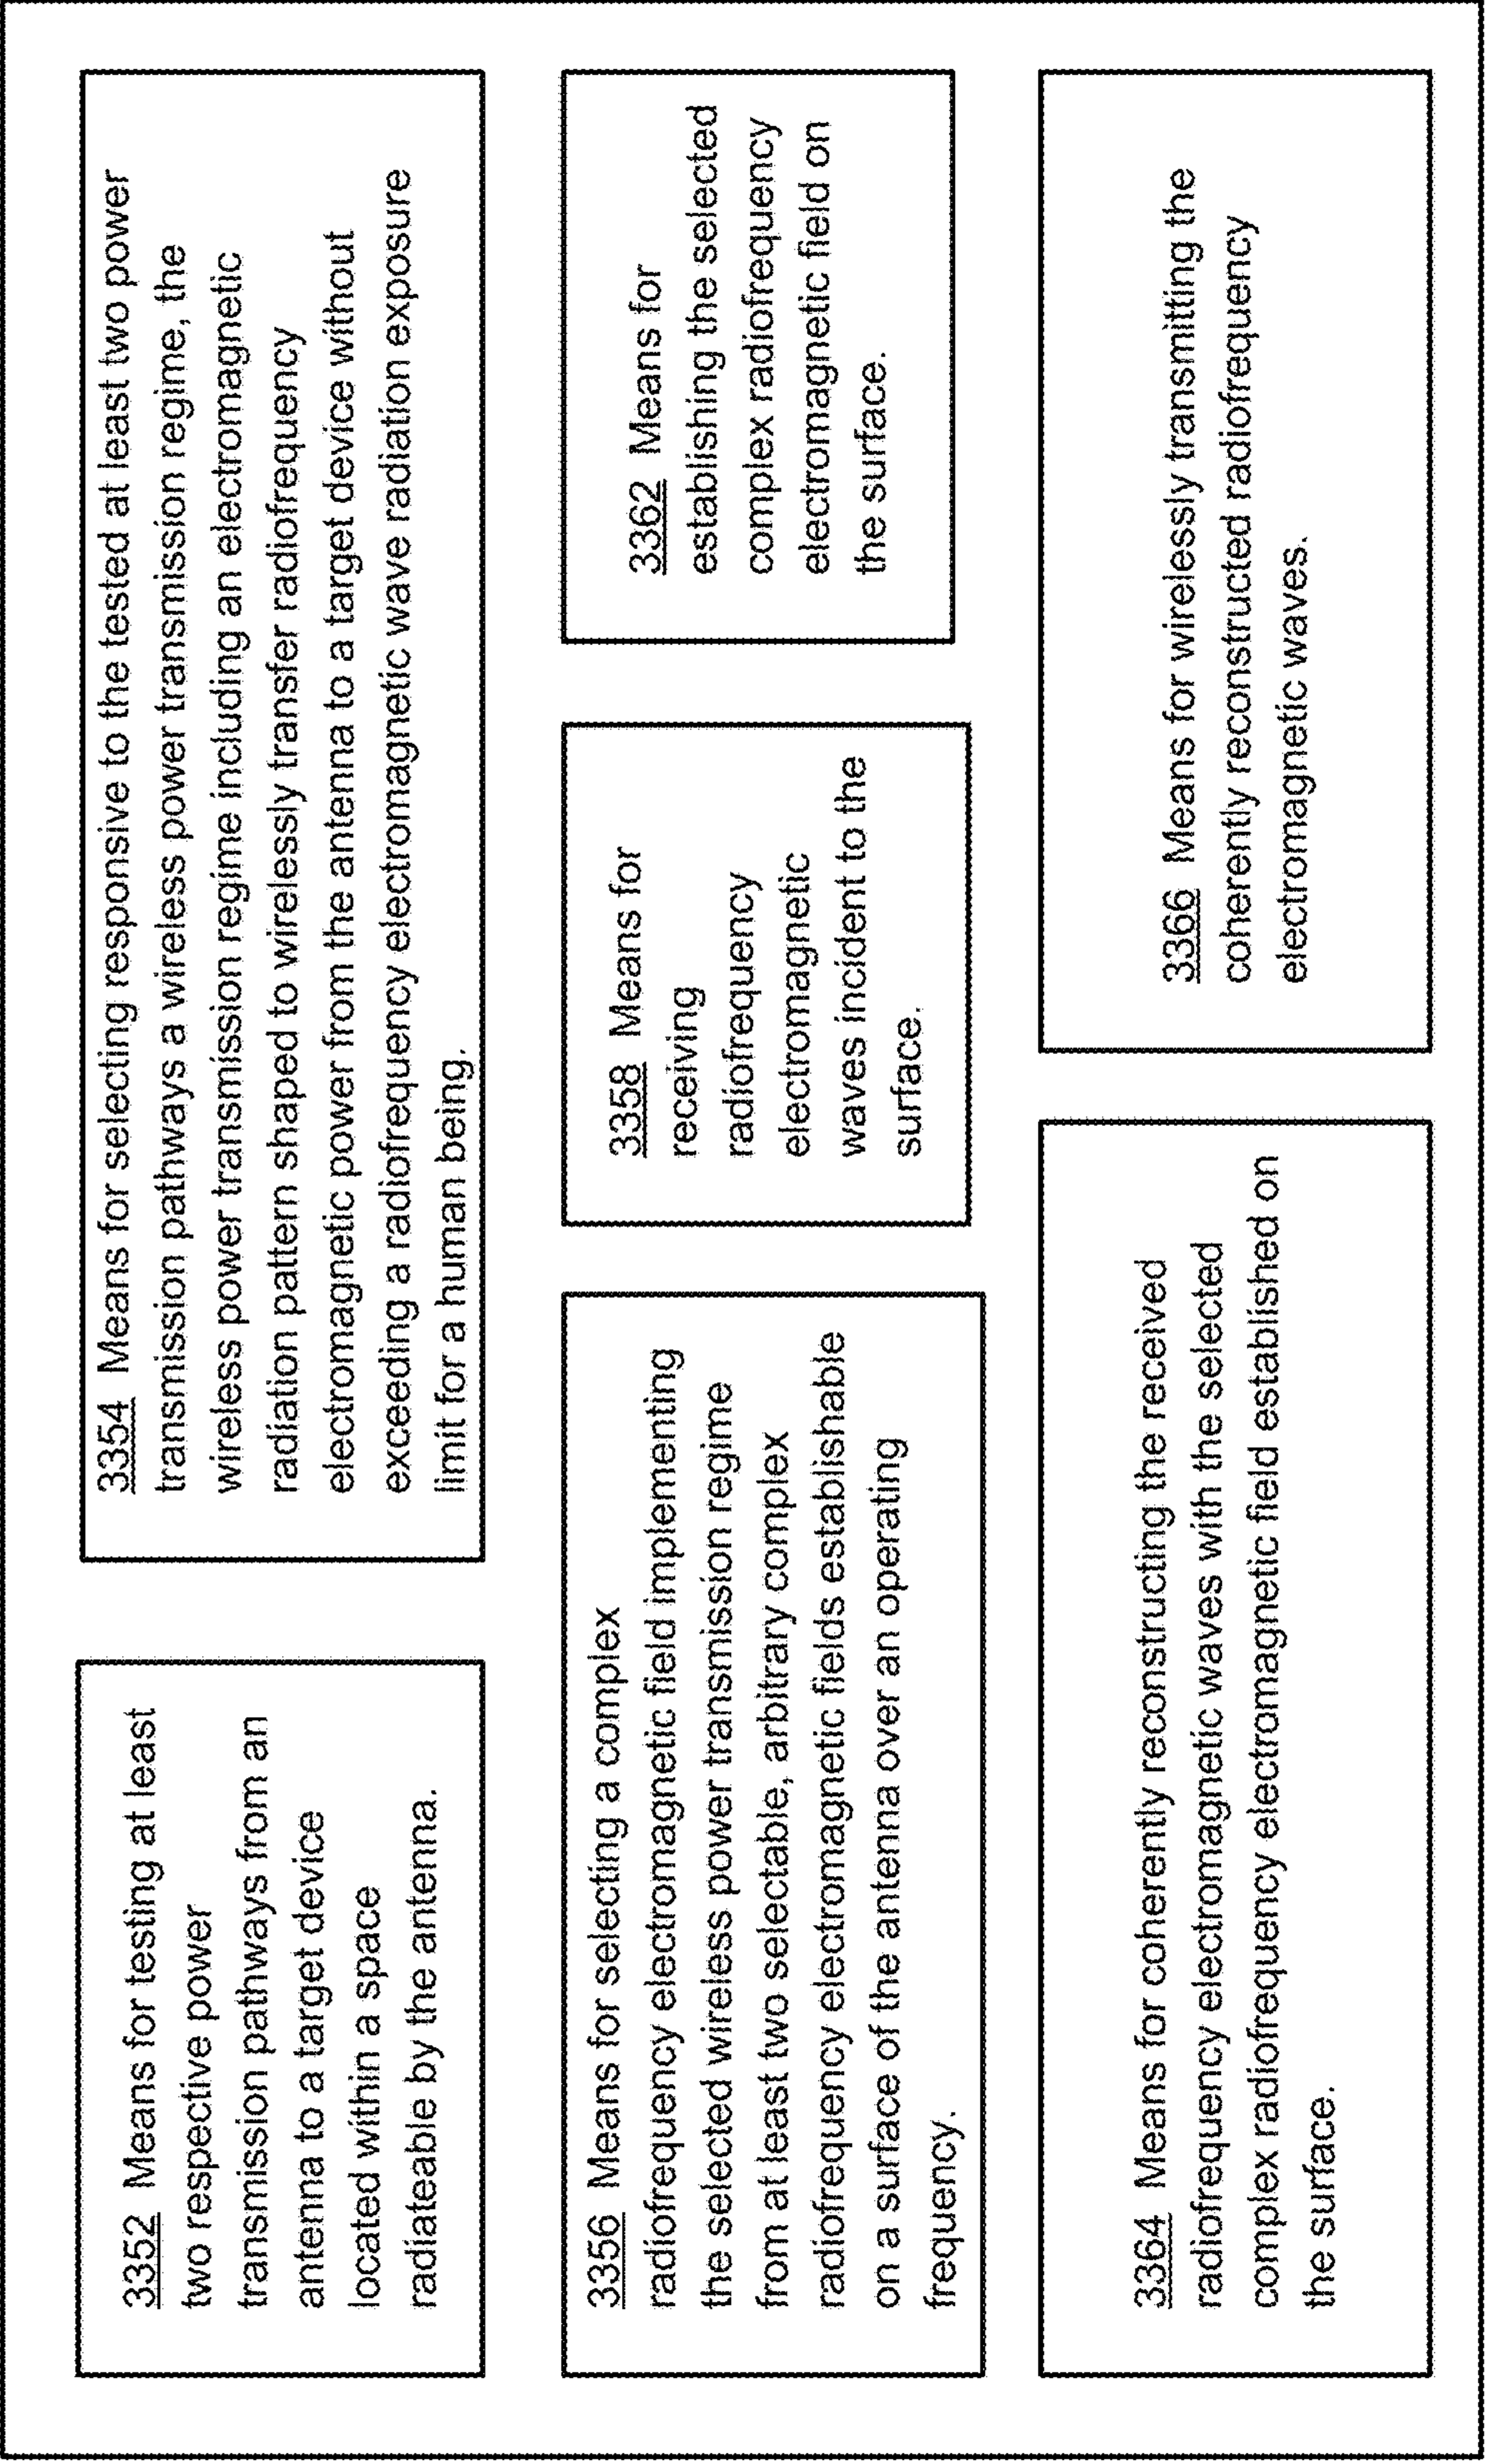 3352 Means for testing at least
two respective power
transmission pathways from an
antenna to a target device
located within a space
radiateable by the antenna.
3354 Means for selecting responsive to the tested at least two power
transmission pathways a wireless power transmission regime, the
wireless power transmission regime including an electromagnetic
radiation pattern shaped to wirelessly transfer radiofrequency
electromagnetic power from the antenna to a target device without
exceeding a radiofrequency electromagnetic wave radiation exposure
limit for a human being.
3356 Means for selecting a complex
radiofrequency electromagnetic field implementing
the selected wireless power transmission regime
from at least two selectable, arbitrary complex
radiofrequency electromagnetic fields establishable
on a surface of the antenna over an operating
frequency.
3358 Means for
receiving
radiofrequency
electromagnetic
waves incident to the
surface.
3362 Means for
establishing the selected
complex radiofrequency
electromagnetic field on
the surface.
3364 Means for coherently reconstructing the received
radiofrequency electromagnetic waves with the selected
complex radiofrequency electromagnetic field established on
the surface.
3366 Means for wirelessly transmitting the
coherently reconstructed radiofrequency
electromagnetic waves.